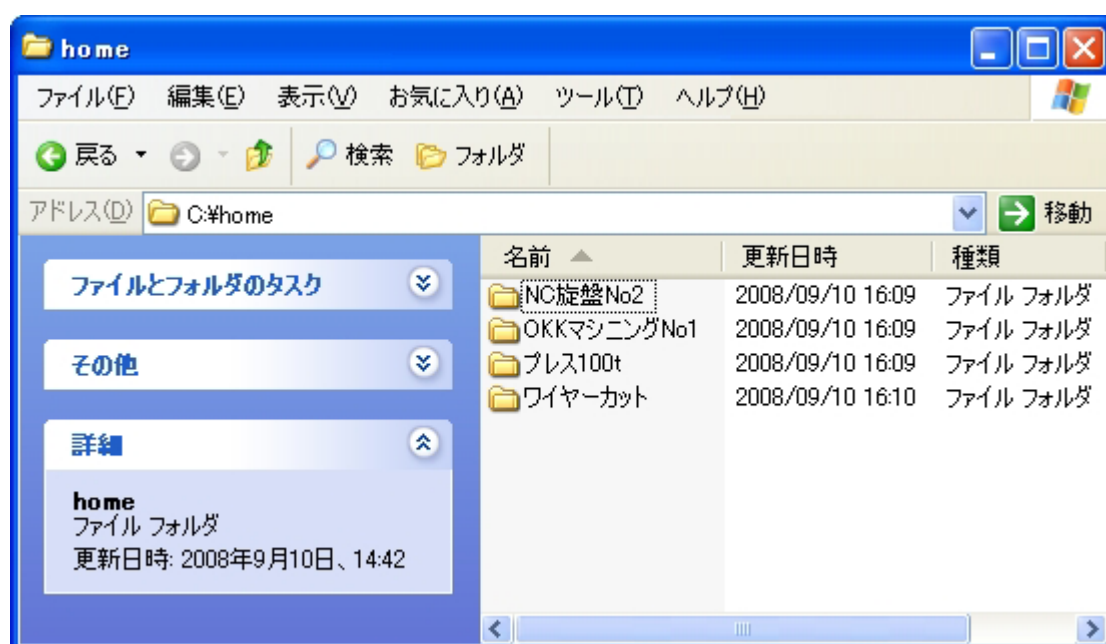 home
ファイル(F) 編集(E) 表示(V) お気に入り(A) ツール(T) ヘルプ(H)
戻る 検索 フォルダ
アドレス(D) C:¥home 移動
ファイルとフォルダのタスク
その他
詳細
home
ファイル フォルダ
更新日時: 2008年9月10日、14:42
名前 更新日時 種類
NC旋盤No2 2008/09/10 16:09 ファイル フォルダ
OKKマシニングNo1 2008/09/10 16:09 ファイル フォルダ
プレス100t 2008/09/10 16:09 ファイル フォルダ
ワイヤーカット 2008/09/10 16:10 ファイル フォルダ